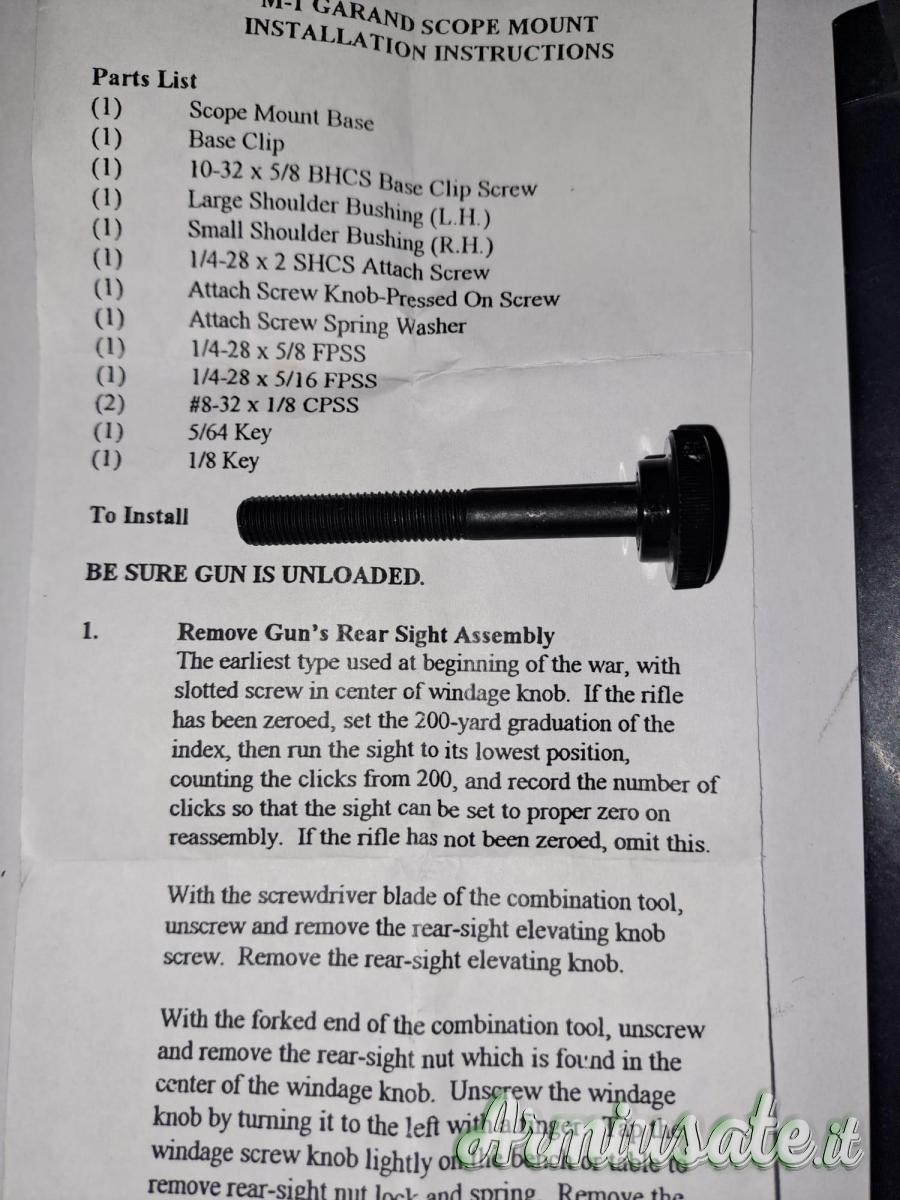 M-1 GARAND SCOPE MOUNT
INSTALLATION INSTRUCTIONS
Parts List
(1) Scope Mount Base
(1) Base Clip
(1) 10-32 x 5/8 BHCS Base Clip Screw
(1) Large Shoulder Bushing (L.H.)
(1) Small Shoulder Bushing (R.H.)
(1) 1/4-28 x 2 SHCS Attach Screw
(1) Attach Screw Knob-Pressed On Screw
(1) Attach Screw Spring Washer
(1) 1/4-28 x 5/8 FPSS
(1) 1/4-28 x 5/16 FPSS
(2) #8-32 x 1/8 CPSS
(1) 5/64 Key
(1) 1/8 Key
To Install
BE SURE GUN IS UNLOADED.
1. Remove Gun's Rear Sight Assembly
The earliest type used at beginning of the war, with
slotted screw in center of windage knob. If the rifle
has been zeroed, set the 200-yard graduation of the
index, then run the sight to its lowest position,
counting the clicks from 200, and record the number of
clicks so that the sight can be set to proper zero on
reassembly. If the rifle has not been zeroed, omit this.
With the screwdriver blade of the combination tool,
unscrew and remove the rear-sight elevating knob
screw. Remove the rear-sight elevating knob.
With the forked end of the combination tool, unscrew
and remove the rear-sight nut which is found in the
center of the windage knob. Unscrew the windage
knob by turning it to the left with a finger. Tap the
windage screw knob lightly on the bench or table to
remove rear-sight nut lock and spring. Remove the
Armiusate.it